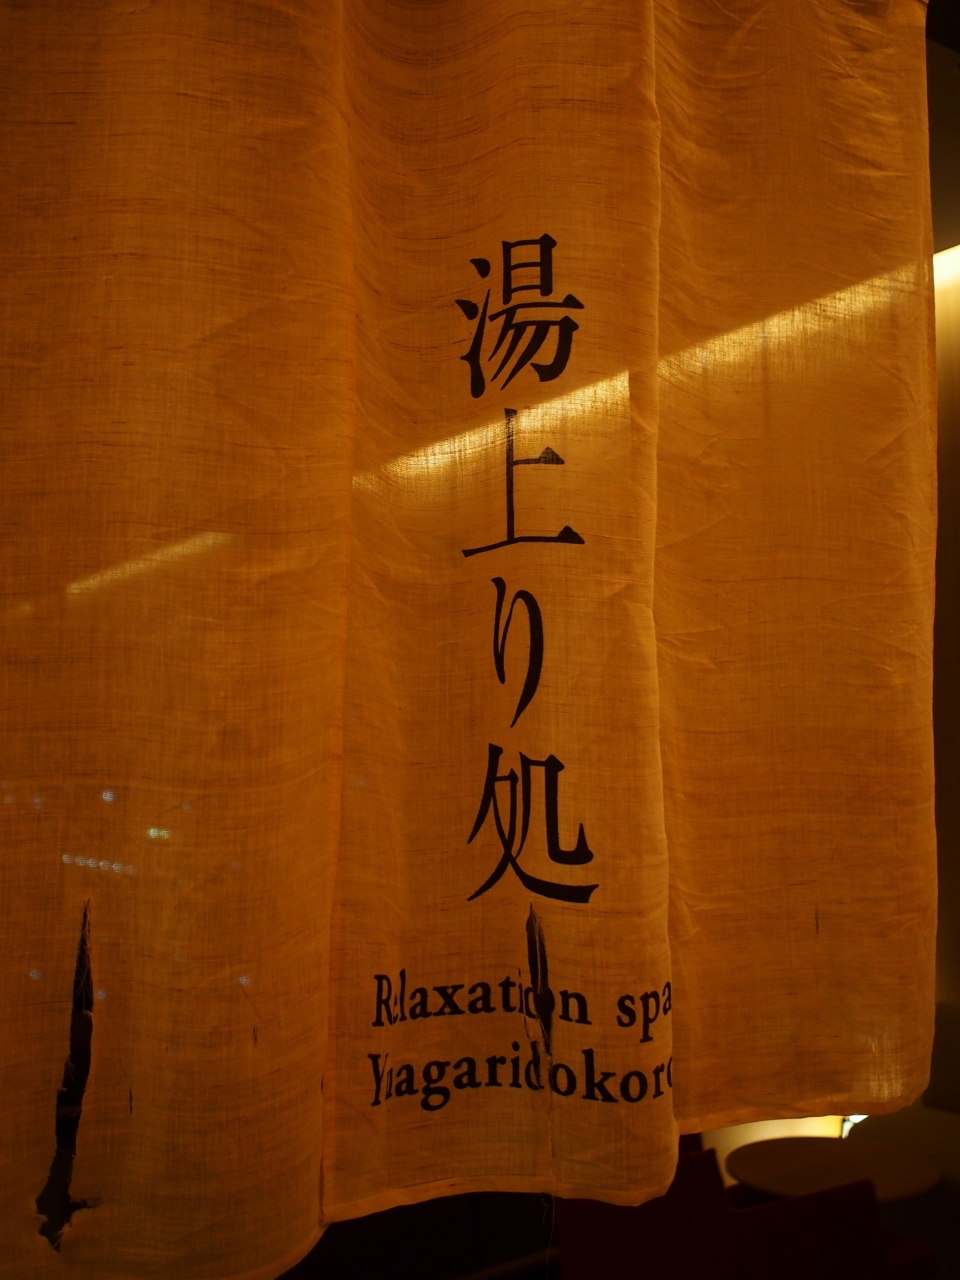 湯上り処
Relaxation spa
Yuagaridokoro